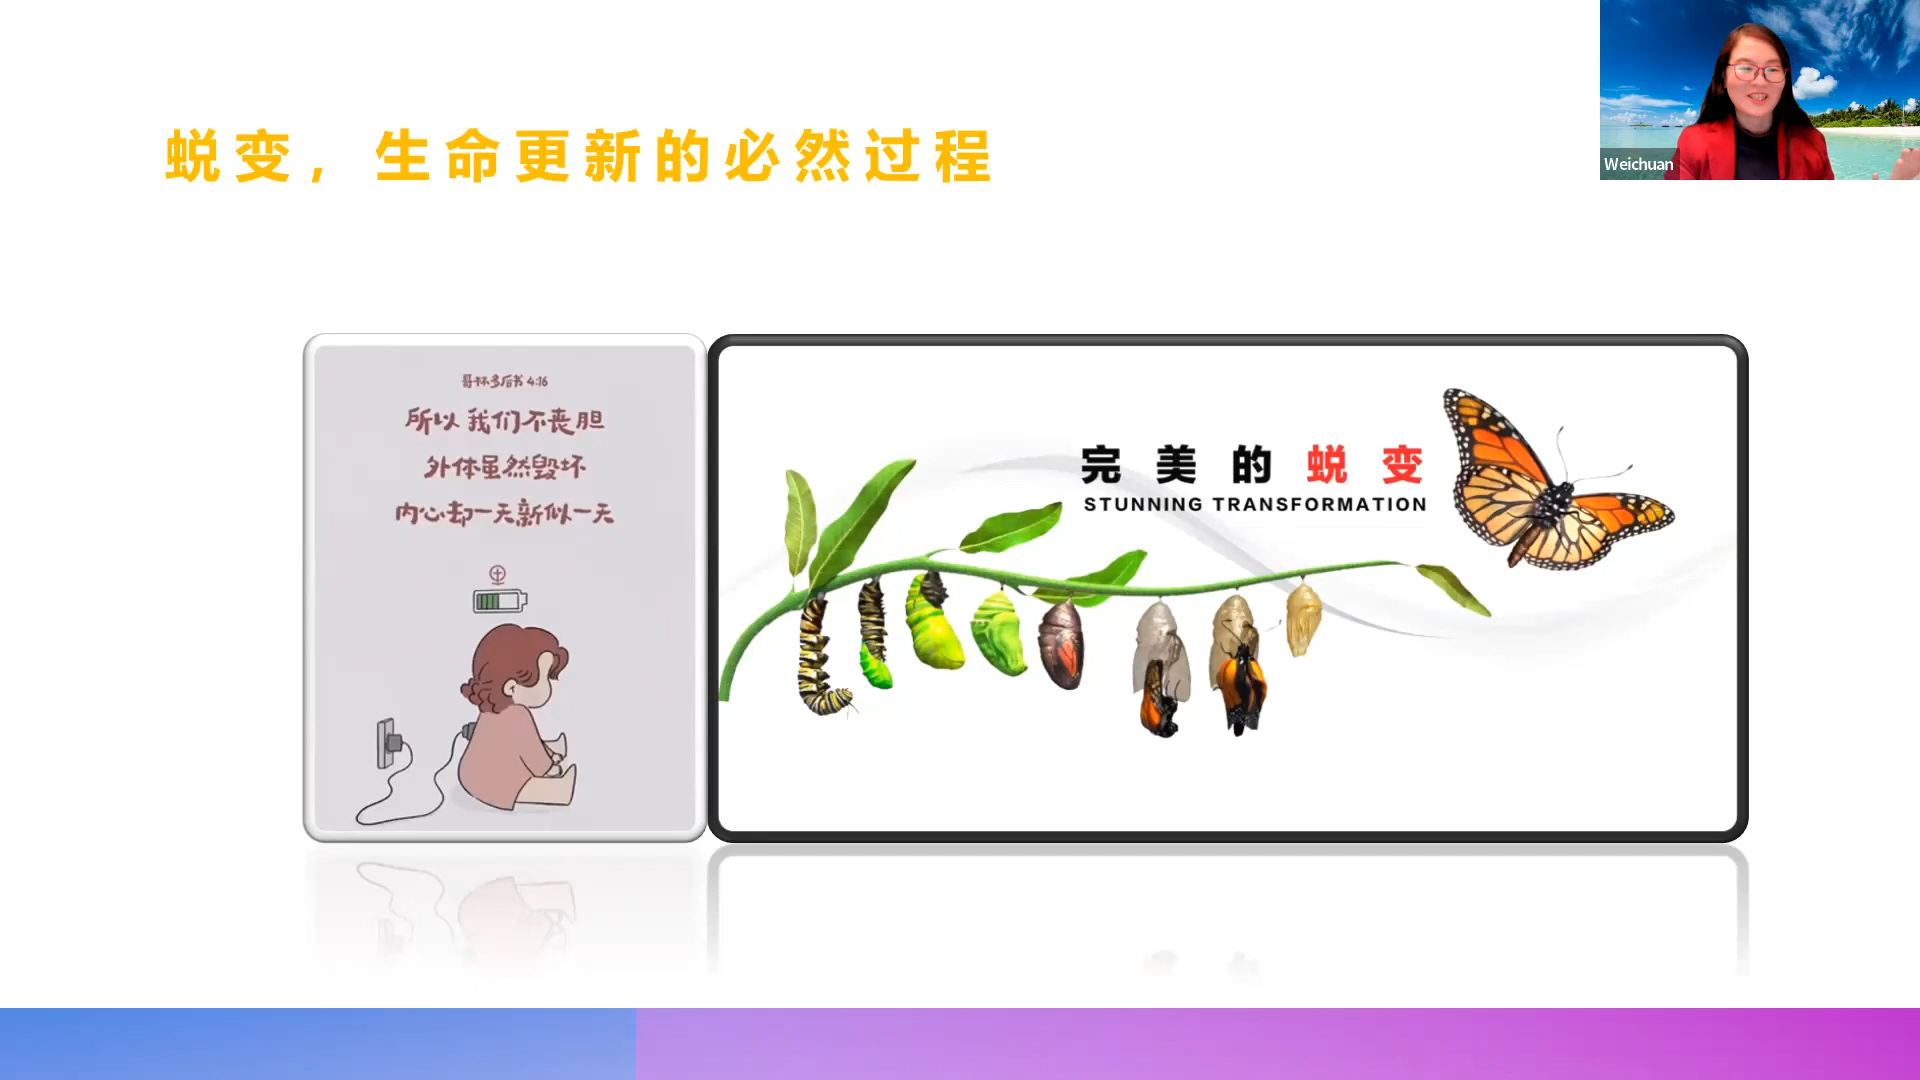 蜕变，生命更新的必然过程
Weichuan
哥林多后书 4:16
所以 我们不丧胆
外体虽然毁坏
内心却一天新似一天
完美的蜕变
STUNNING TRANSFORMATION